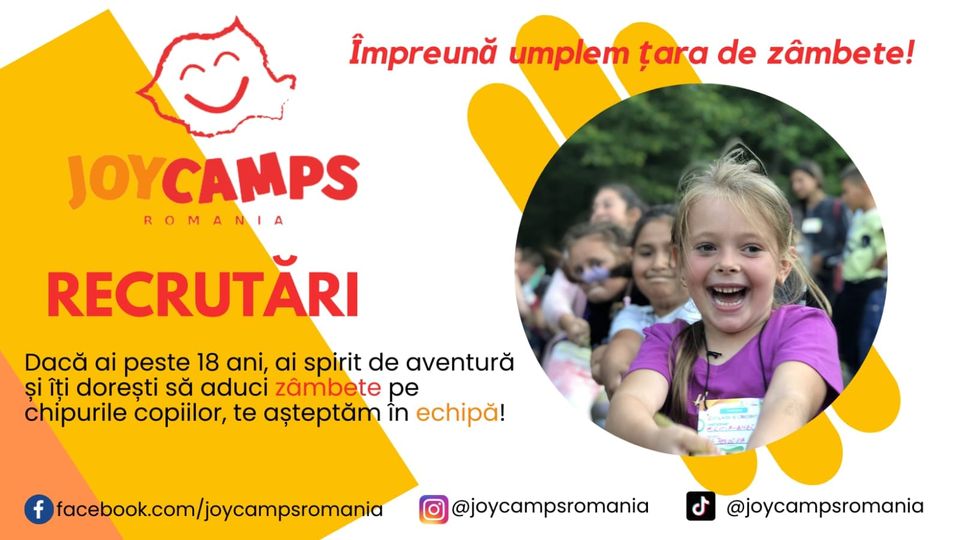 Împreună umplem țara de zâmbete!
JOYCAMPS
ROMANIA
RECRUTĂRI
Dacă ai peste 18 ani, ai spirit de aventură
și îți dorești să aduci zâmbete pe
chipurile copiilor, te așteptăm în echipă!
facebook.com/joycampsromania
@joycampsromania
@joycampsromania